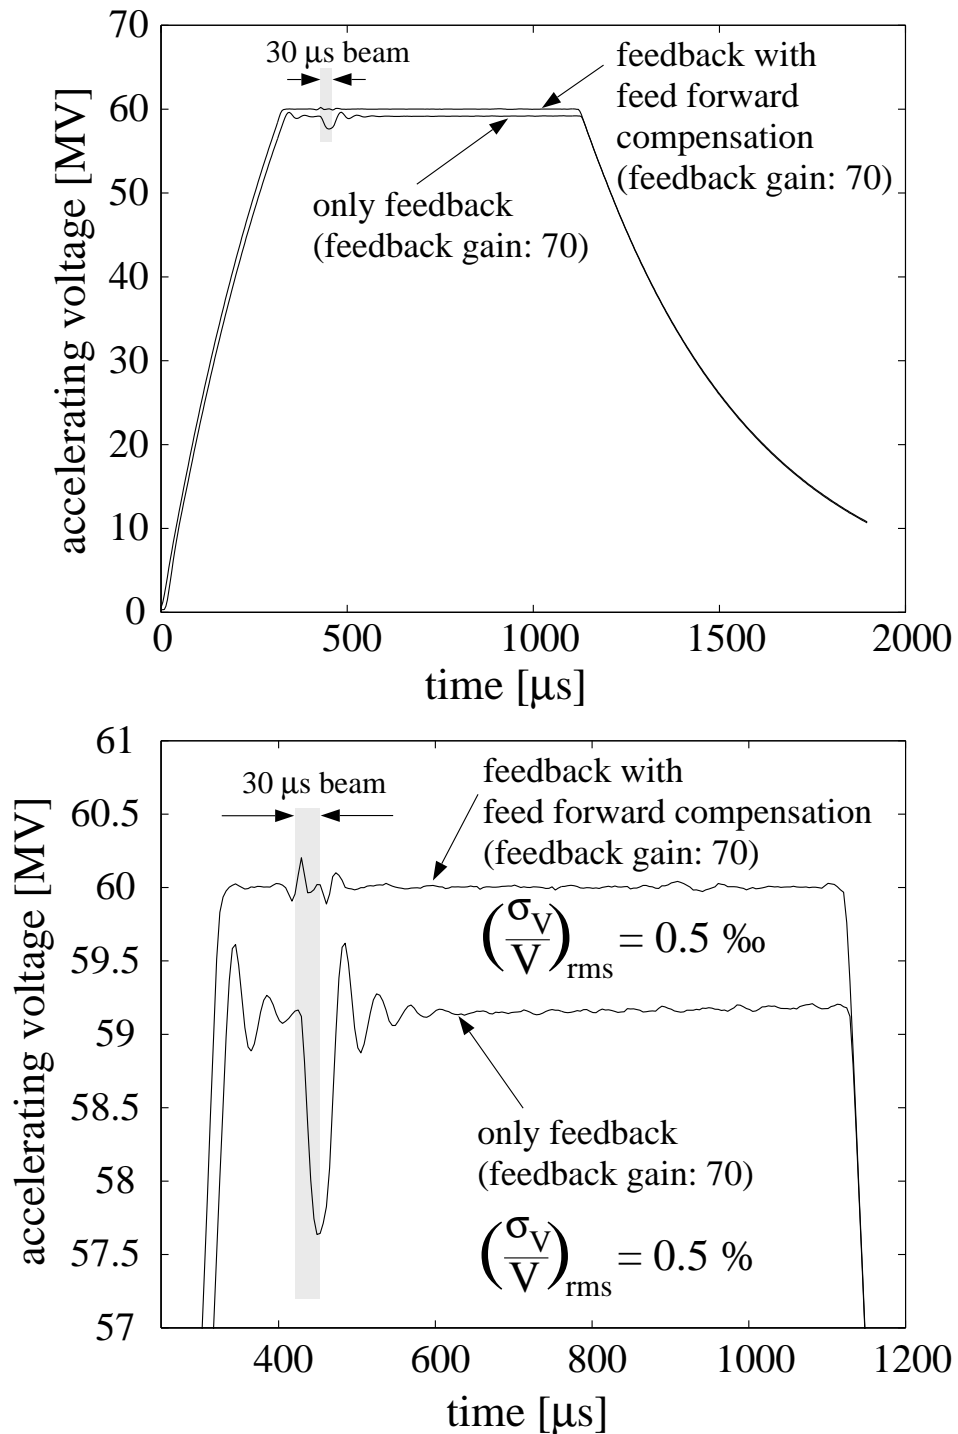 70
60
50
40
30
20
10
0
accelerating voltage [MV]
30 μs beam
feedback with
feed forward
compensation
(feedback gain: 70)
only feedback
(feedback gain: 70)
0
500
1000
1500
2000
time [μs]
61
60.5
60
59.5
59
58.5
58
57.5
57
accelerating voltage [MV]
30 μs beam
feedback with
feed forward compensation
(feedback gain: 70)
(σV/V)rms = 0.5 ‰
only feedback
(feedback gain: 70)
(σV/V)rms = 0.5 %
400
600
800
1000
1200
time [μs]